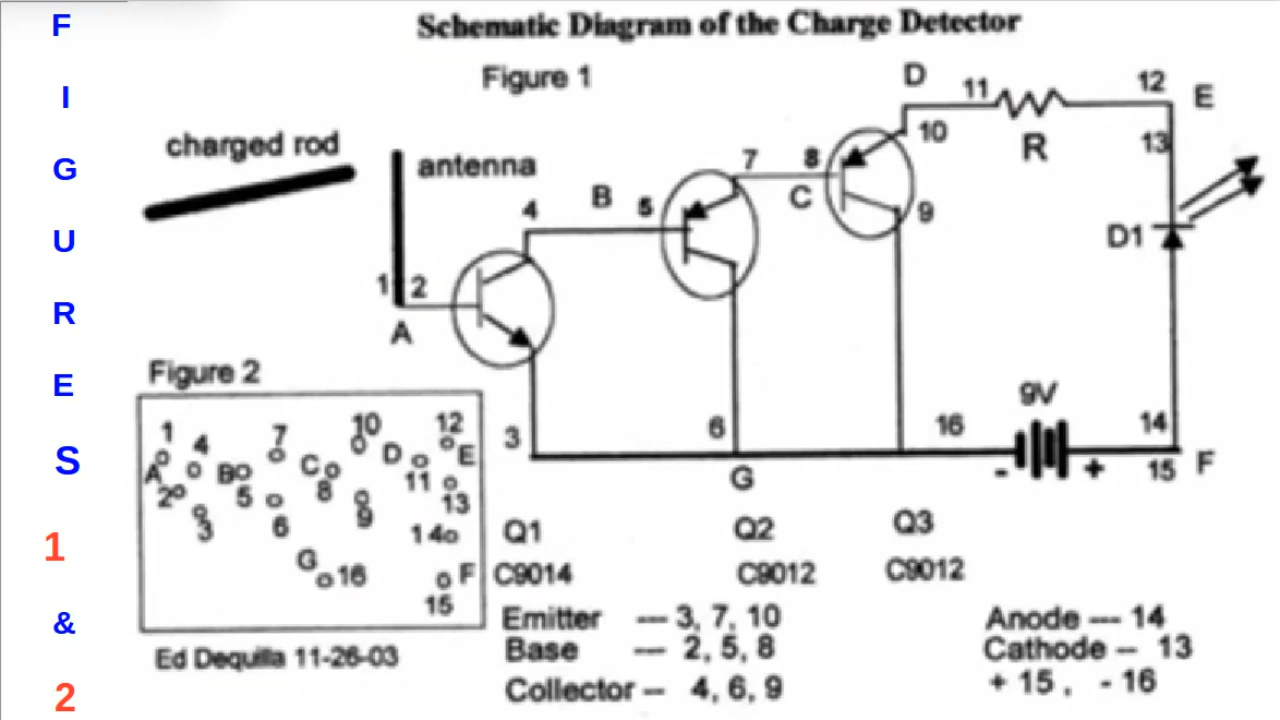 F
I
G
U
R
E
S
1
&
2
Schematic Diagram of the Charge Detector
Figure 1
charged rod
antenna
D
11
12
E
10
R
13
7
8
B
C
4
5
9
D1
1
2
A
Figure 2
9V
3
6
16
14
G
-
+
15
F
1
4
7
10
12
A
B
C
D
E
2
5
8
11
3
6
9
13
14
G
16
F
15
Q1
Q2
Q3
C9014
C9012
C9012
Emitter --- 3, 7, 10
Anode --- 14
Base --- 2, 5, 8
Cathode -- 13
Collector -- 4, 6, 9
+ 15 , - 16
Ed Dequilla 11-26-03